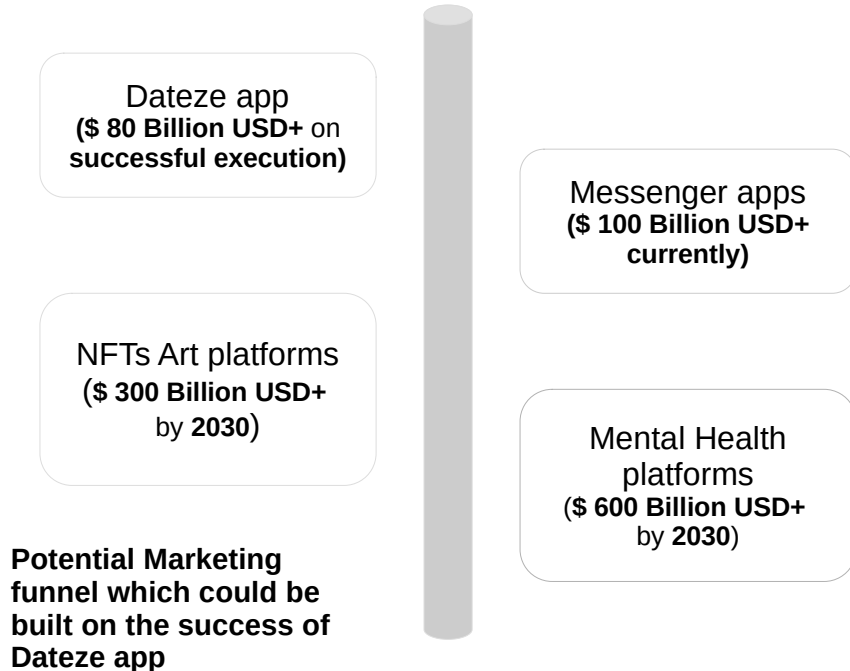 Dateze app
($ 80 Billion USD+ on
successful execution)
Messenger apps
($ 100 Billion USD+
currently)
NFTs Art platforms
($ 300 Billion USD+
by 2030)
Mental Health
platforms
($ 600 Billion USD+
by 2030)
Potential Marketing
funnel which could be
built on the success of
Dateze app